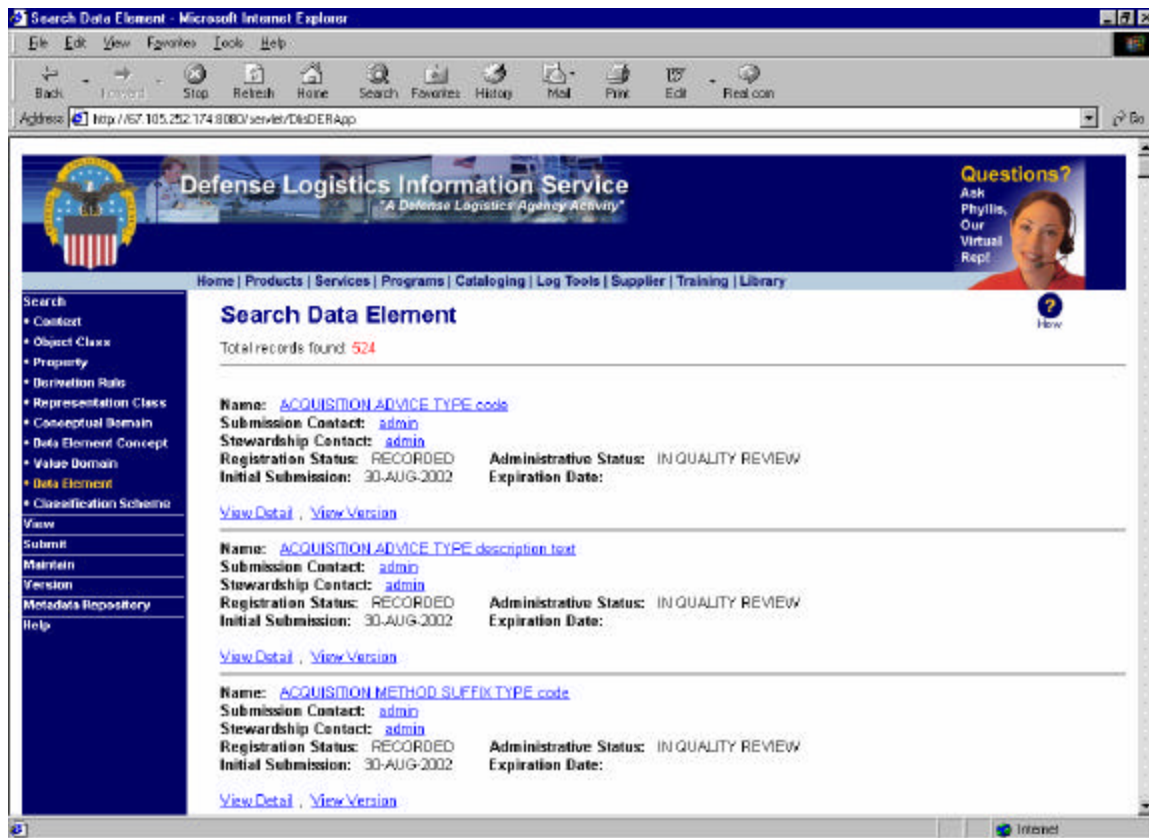 Search Data Element - Microsoft Internet Explorer
File Edit View Favorites Tools Help
Back Forward Stop Refresh Home Search Favorites History Mail Print Edit Real.com
Address http://67.105.252.174:8080/servlet/DlisDERApp Go
Defense Logistics Information Service
"A Defense Logistics Agency Activity"
Questions?
Ask
Phyllis,
Our
Virtual
Rep!
Home | Products | Services | Programs | Cataloging | Log Tools | Supplier | Training | Library
Search
• Context
• Object Class
• Property
• Derivation Rule
• Representation Class
• Conceptual Domain
• Data Element Concept
• Value Domain
• Data Element
• Classification Scheme
View
Submit
Maintain
Version
Metadata Repository
Help
Search Data Element
?
How
Total records found: 524
Name: ACQUISITION ADVICE TYPE code
Submission Contact: admin
Stewardship Contact: admin
Registration Status: RECORDED Administrative Status: IN QUALITY REVIEW
Initial Submission: 30-AUG-2002 Expiration Date:
View Detail , View Version
Name: ACQUISITION ADVICE TYPE description text
Submission Contact: admin
Stewardship Contact: admin
Registration Status: RECORDED Administrative Status: IN QUALITY REVIEW
Initial Submission: 30-AUG-2002 Expiration Date:
View Detail , View Version
Name: ACQUISITION METHOD SUFFIX TYPE code
Submission Contact: admin
Stewardship Contact: admin
Registration Status: RECORDED Administrative Status: IN QUALITY REVIEW
Initial Submission: 30-AUG-2002 Expiration Date:
View Detail , View Version
Internet